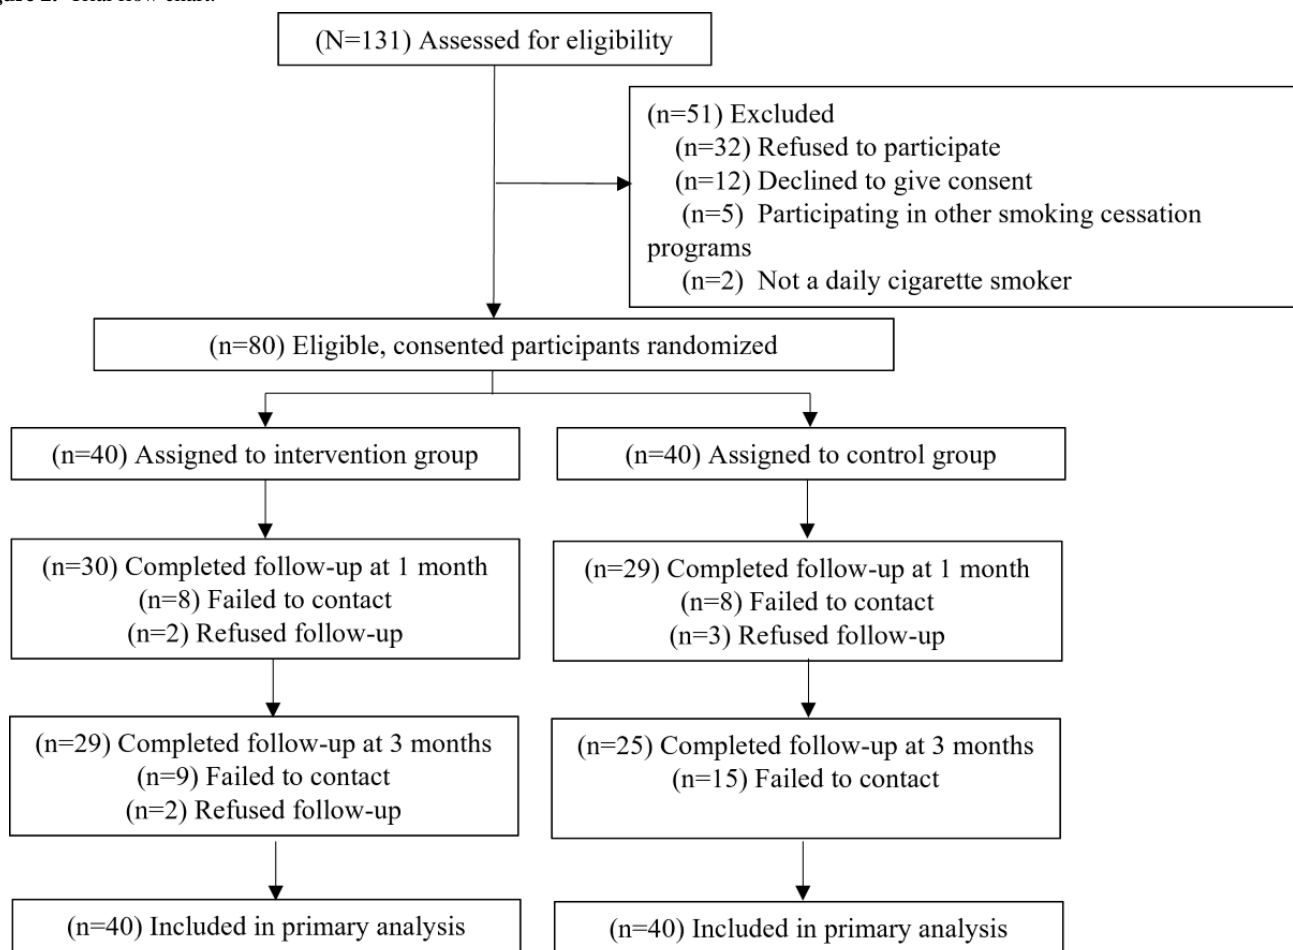 (N=131) Assessed for eligibility
(n=51) Excluded
(n=32) Refused to participate
(n=12) Declined to give consent
(n=5) Participating in other smoking cessation
programs
(n=2) Not a daily cigarette smoker
(n=80) Eligible, consented participants randomized
(n=40) Assigned to intervention group
(n=40) Assigned to control group
(n=30) Completed follow-up at 1 month
(n=8) Failed to contact
(n=2) Refused follow-up
(n=29) Completed follow-up at 1 month
(n=8) Failed to contact
(n=3) Refused follow-up
(n=29) Completed follow-up at 3 months
(n=9) Failed to contact
(n=2) Refused follow-up
(n=25) Completed follow-up at 3 months
(n=15) Failed to contact
(n=40) Included in primary analysis
(n=40) Included in primary analysis